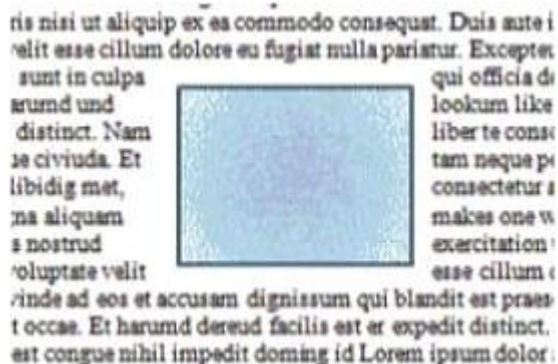 ris nisi ut aliquip ex ea commodo consequat. Duis aute i
velit esse cillum dolore eu fugiat nulla pariatur. Excepteu
sunt in culpa qui officia de
arumd und lookum like
distinct. Nam liber te cons
ue civiuda. Et tam neque pe
libidig met, consectetur a
gna aliquam makes one w
s nostrud exercitation
voluptate velit esse cillum
vinde ad eos et accusam dignissum qui blandit est praes
t occae. Et harumd dereud facilis est er expedit distinct.
est congue nihil impedit doming id Lorem ipsum dolor